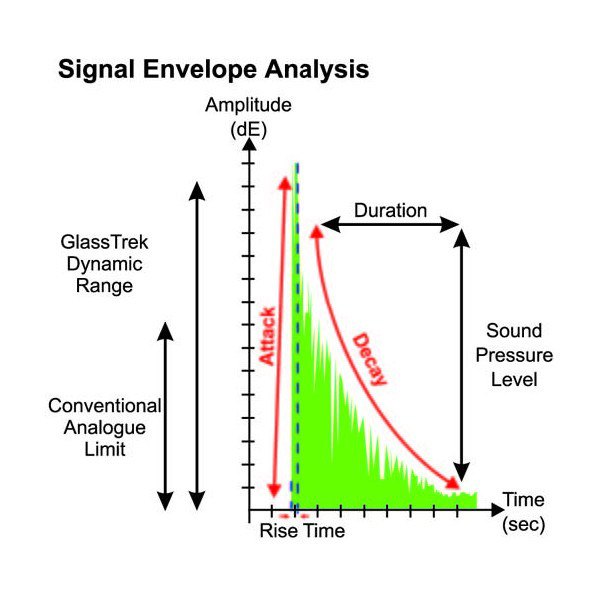 Signal Envelope Analysis
Amplitude
(dE)
Duration
GlassTrek
Dynamic
Range
Attack
Decay
Sound
Pressure
Level
Conventional
Analogue
Limit
Time
(sec)
Rise Time